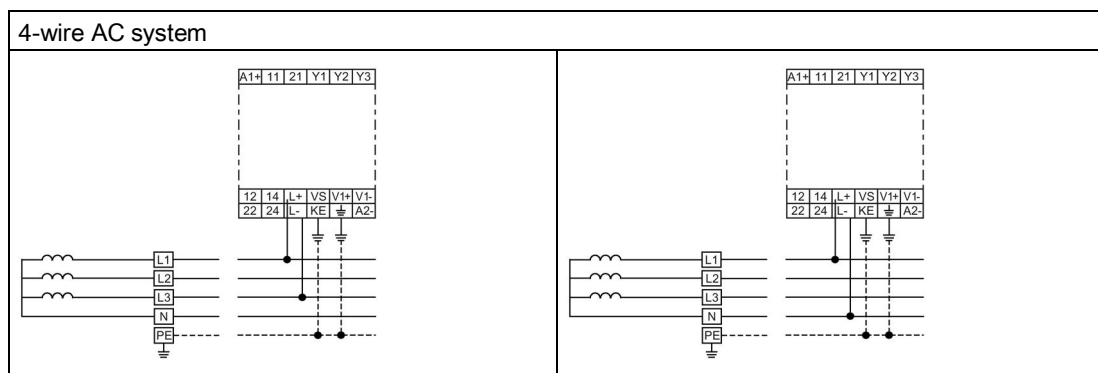 4-wire AC system
A1+ 11 21 Y1 Y2 Y3
12 14 L+ VS V1+ V1-
22 24 L- KE A2-
L1
L2
L3
N
PE
A1+ 11 21 Y1 Y2 Y3
12 14 L+ VS V1+ V1-
22 24 L- KE A2-
L1
L2
L3
N
PE